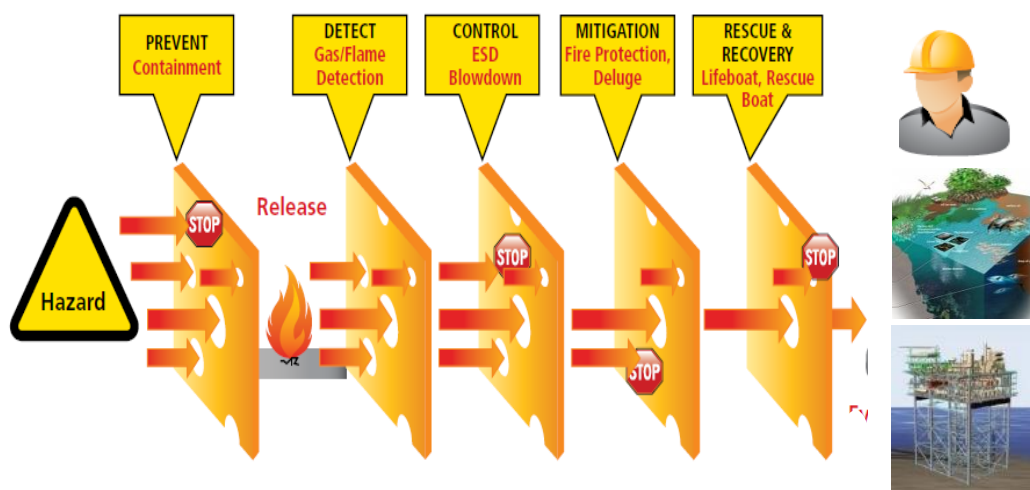 PREVENT
Containment
DETECT
Gas/Flame
Detection
CONTROL
ESD
Blowdown
MITIGATION
Fire Protection,
Deluge
RESCUE &
RECOVERY
Lifeboat, Rescue
Boat
Hazard
STOP
Release
STOP
STOP
STOP